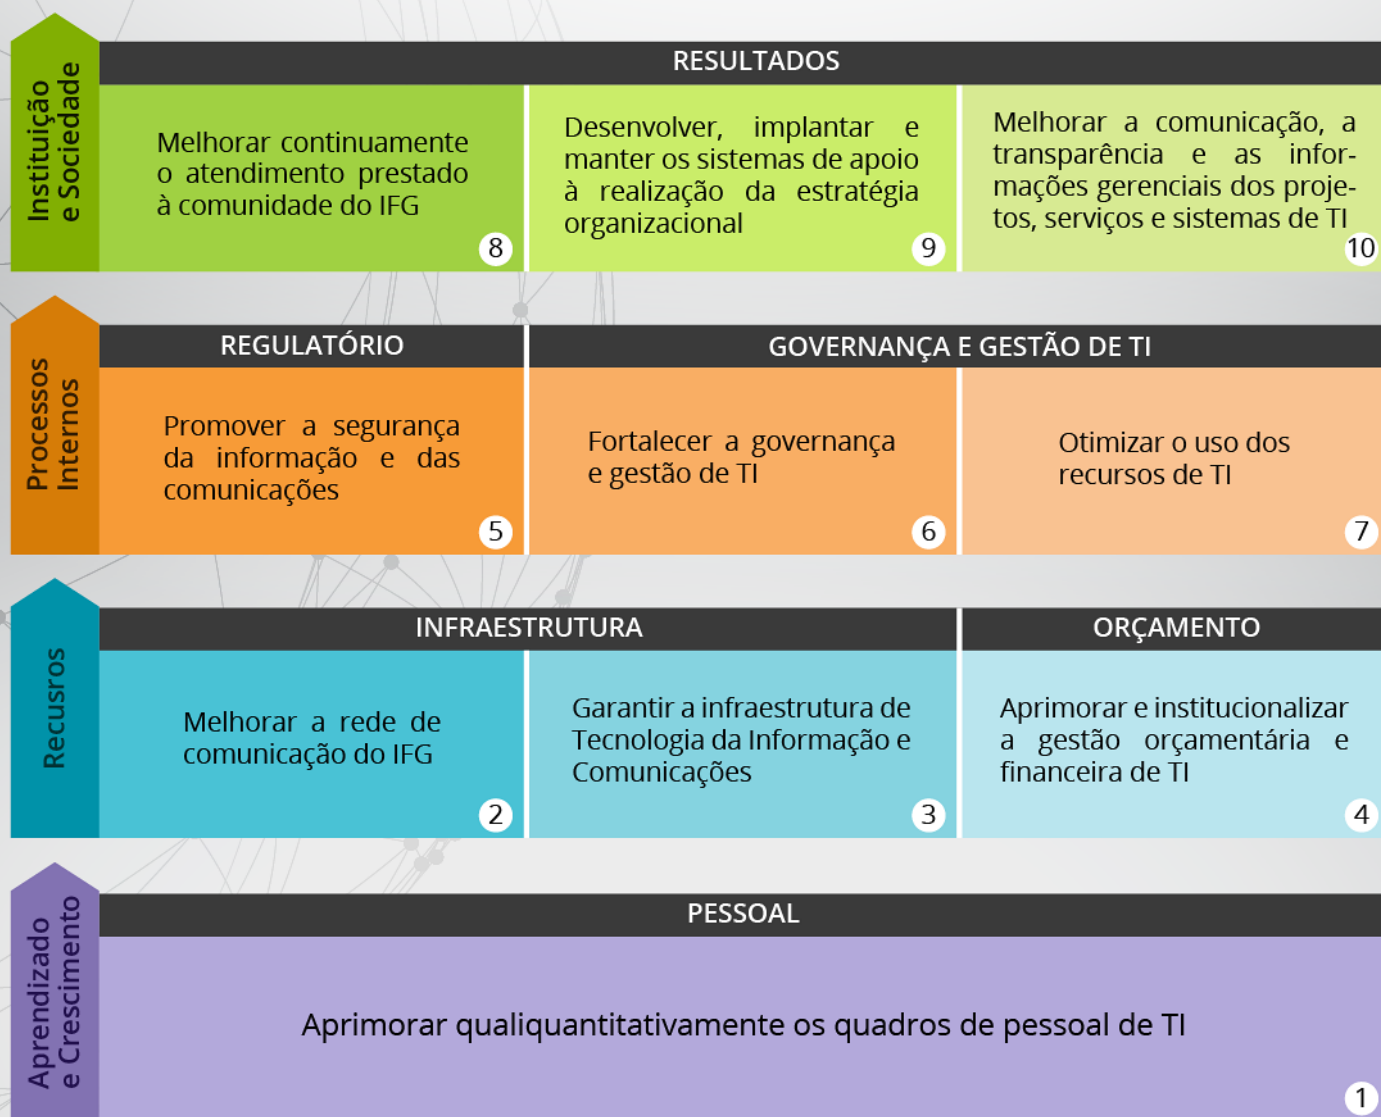 Instituição
e Sociedade
RESULTADOS
Melhorar continuamente
o atendimento prestado
à comunidade do IFG
8
Desenvolver, implantar e
manter os sistemas de apoio
à realização da estratégia
organizacional
9
Melhorar a comunicação, a
transparência e as infor-
mações gerenciais dos proje-
tos, serviços e sistemas de TI
10
Processos
Internos
REGULATÓRIO
Promover a segurança
da informação e das
comunicações
5
GOVERNANÇA E GESTÃO DE TI
Fortalecer a governança
e gestão de TI
6
Otimizar o uso dos
recursos de TI
7
Recusros
INFRAESTRUTURA
Melhorar a rede de
comunicação do IFG
2
Garantir a infraestrutura de
Tecnologia da Informação e
Comunicações
3
ORÇAMENTO
Aprimorar e institucionalizar
a gestão orçamentária e
financeira de TI
4
Aprendizado
e Crescimento
PESSOAL
Aprimorar qualiquantitativamente os quadros de pessoal de TI
1